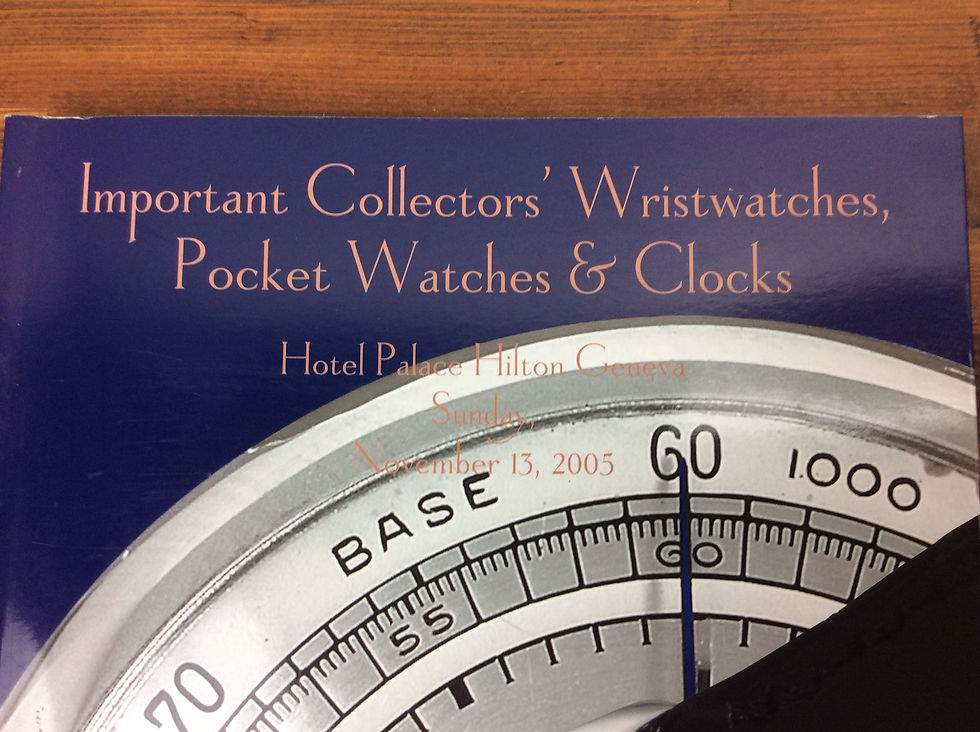 Important Collectors' Wristwatches,
Pocket Watches & Clocks
Hotel Palace Hilton Geneva
Sunday,
November 13, 2005
BASE
60
1.000
60
55
70